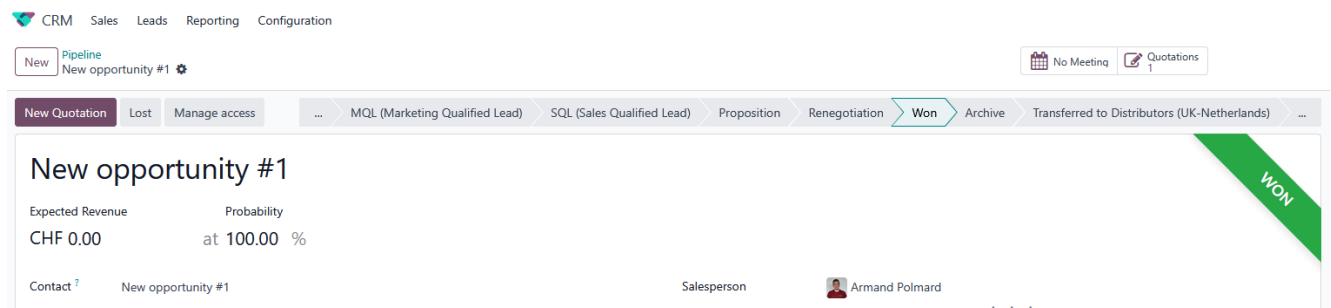 CRM Sales Leads Reporting Configuration
New
Pipeline
New opportunity #1
No Meeting
Quotations
1
New Quotation Lost Manage access ... MQL (Marketing Qualified Lead) SQL (Sales Qualified Lead) Proposition Renegotiation Won Archive Transferred to Distributors (UK-Netherlands) ...
New opportunity #1
WON
Expected Revenue Probability
CHF 0.00 at 100.00 %
Contact ? New opportunity #1 Salesperson Armand Polmard